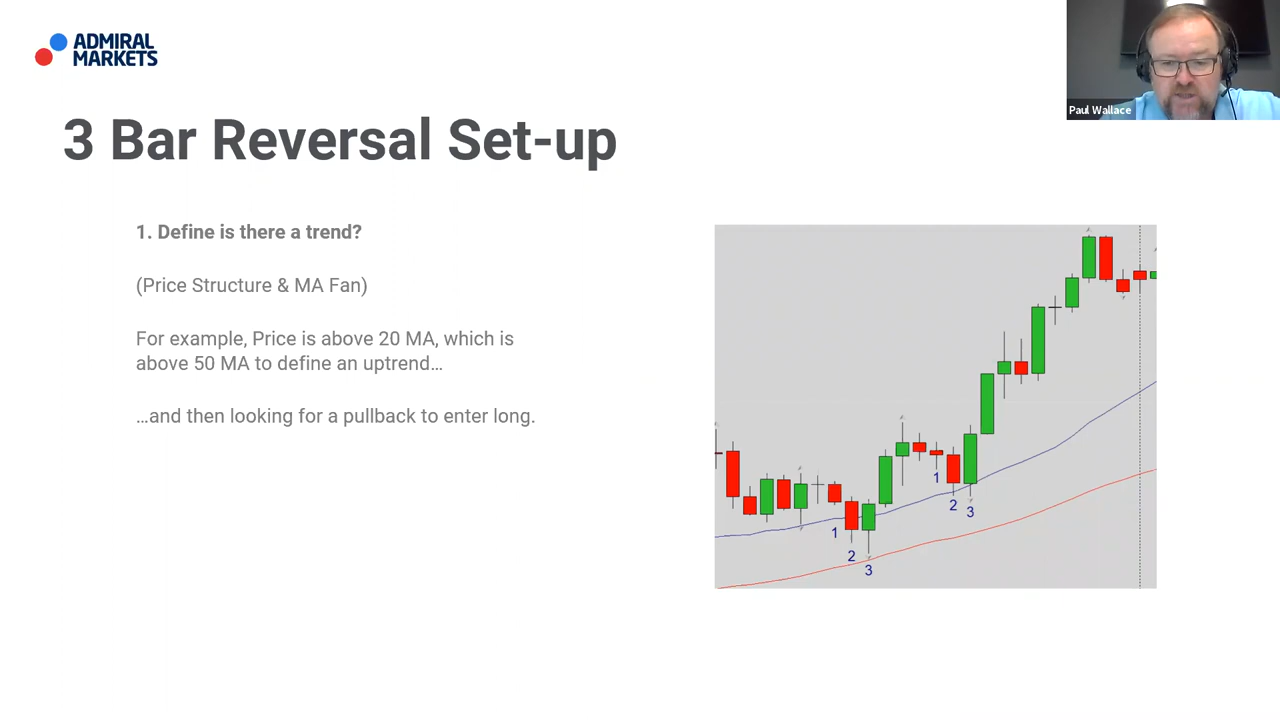 ADMIRAL
MARKETS
Paul Wallace
3 Bar Reversal Set-up
1. Define is there a trend?
(Price Structure & MA Fan)
For example, Price is above 20 MA, which is
above 50 MA to define an uptrend…
…and then looking for a pullback to enter long.
1
2
3
1
2
3